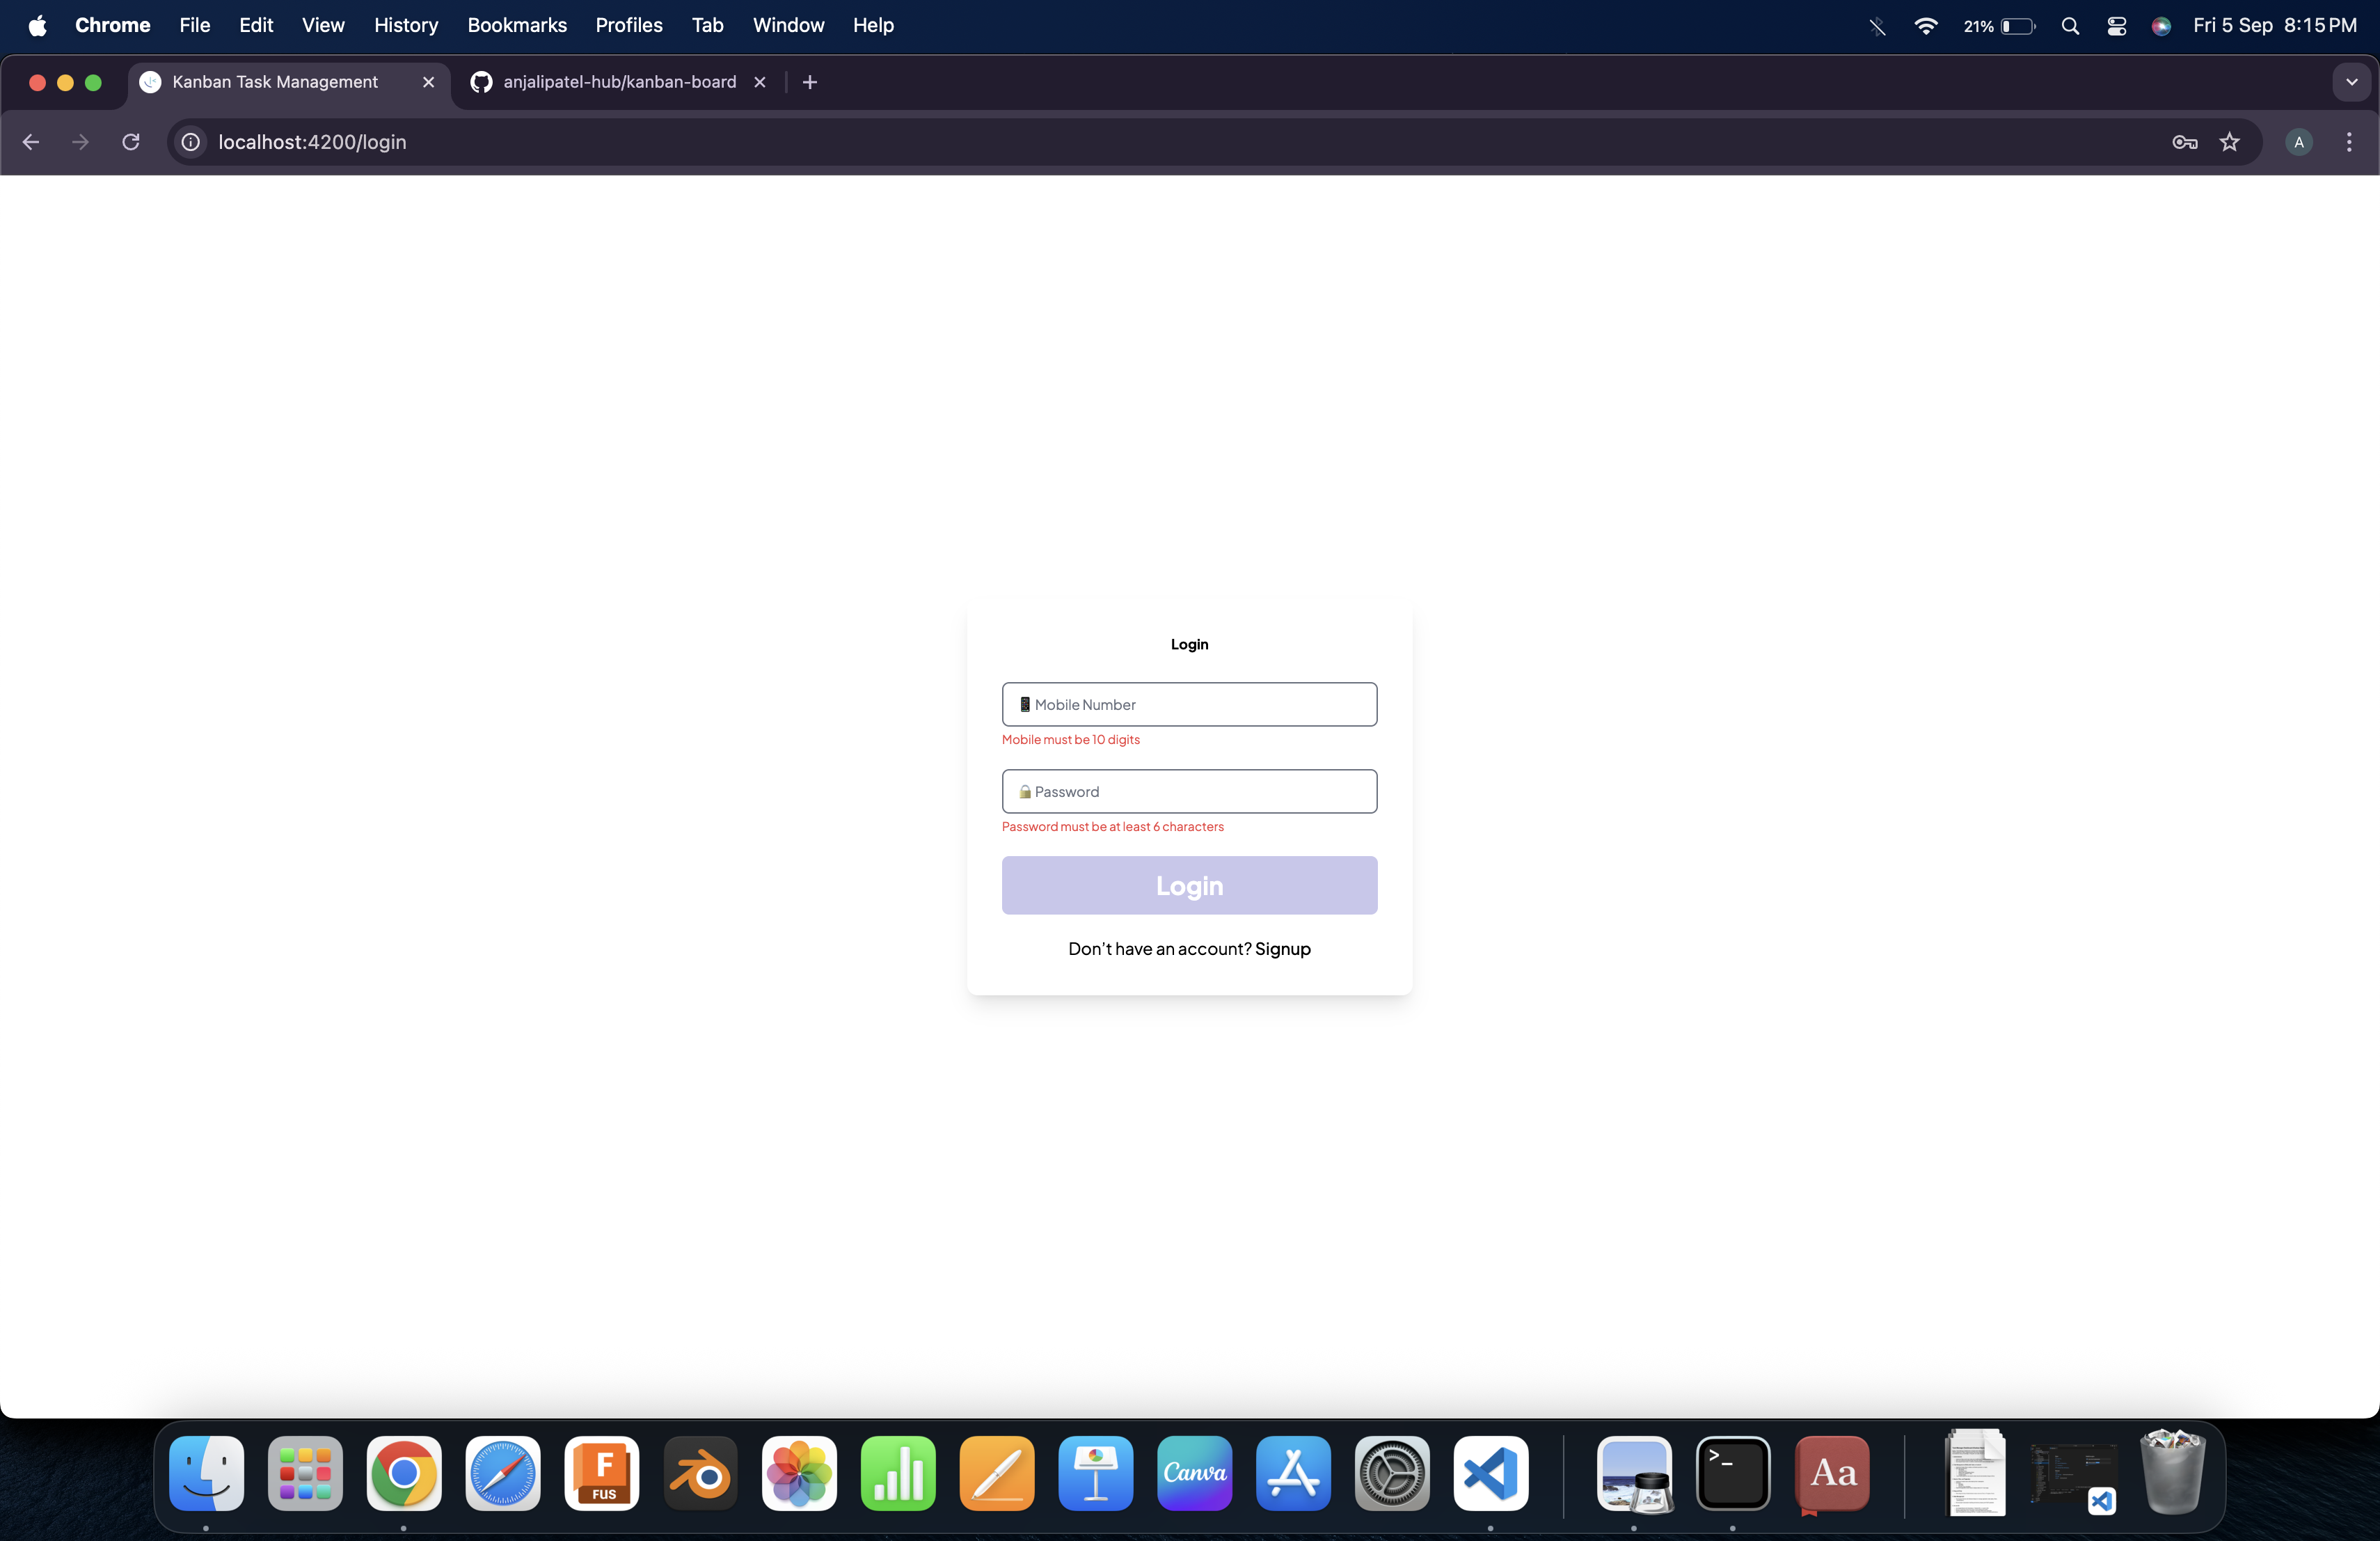 Chrome File Edit View History Bookmarks Profiles Tab Window Help 21% Fri 5 Sep 8:15 PM
Kanban Task Management anjalipatel-hub/kanban-board
localhost:4200/login A
Login
Mobile Number
Mobile must be 10 digits
Password
Password must be at least 6 characters
Login
Don't have an account? Signup
F
FUS
Canva
>_
Aa